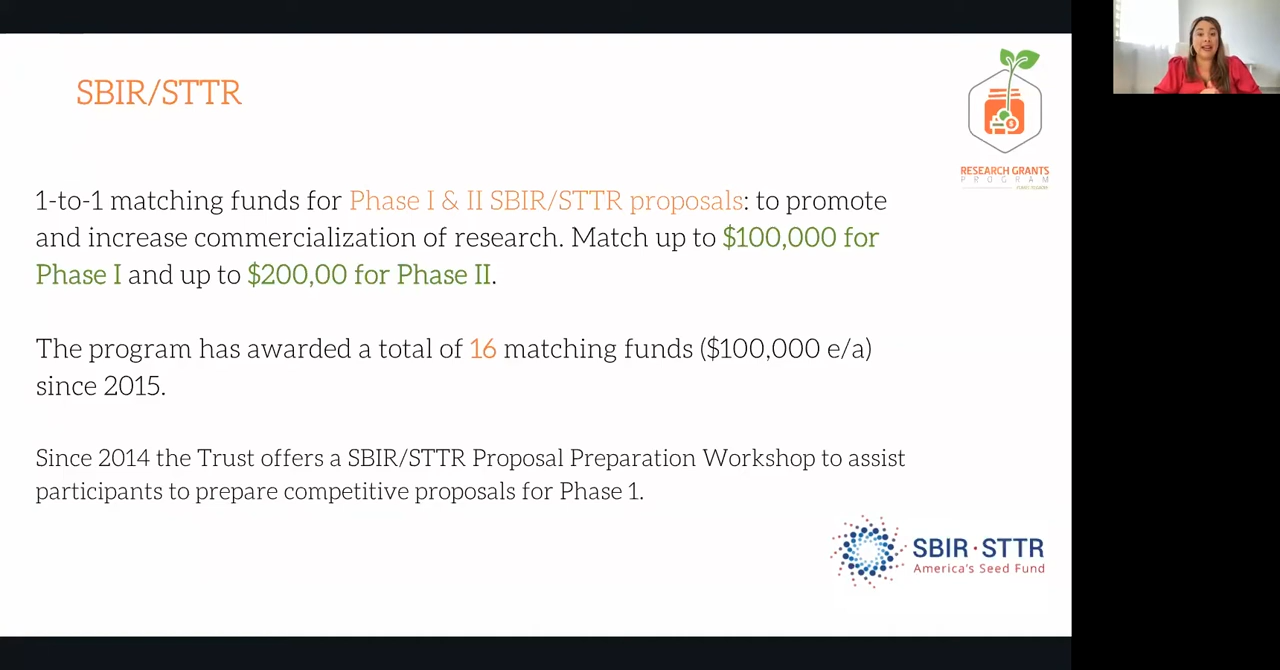 SBIR/STTR
RESEARCH GRANTS
PROGRAM
1-to-1 matching funds for Phase I & II SBIR/STTR proposals: to promote
and increase commercialization of research. Match up to $100,000 for
Phase I and up to $200,00 for Phase II.
The program has awarded a total of 16 matching funds ($100,000 e/a)
since 2015.
Since 2014 the Trust offers a SBIR/STTR Proposal Preparation Workshop to assist
participants to prepare competitive proposals for Phase 1.
SBIR·STTR
America's Seed Fund